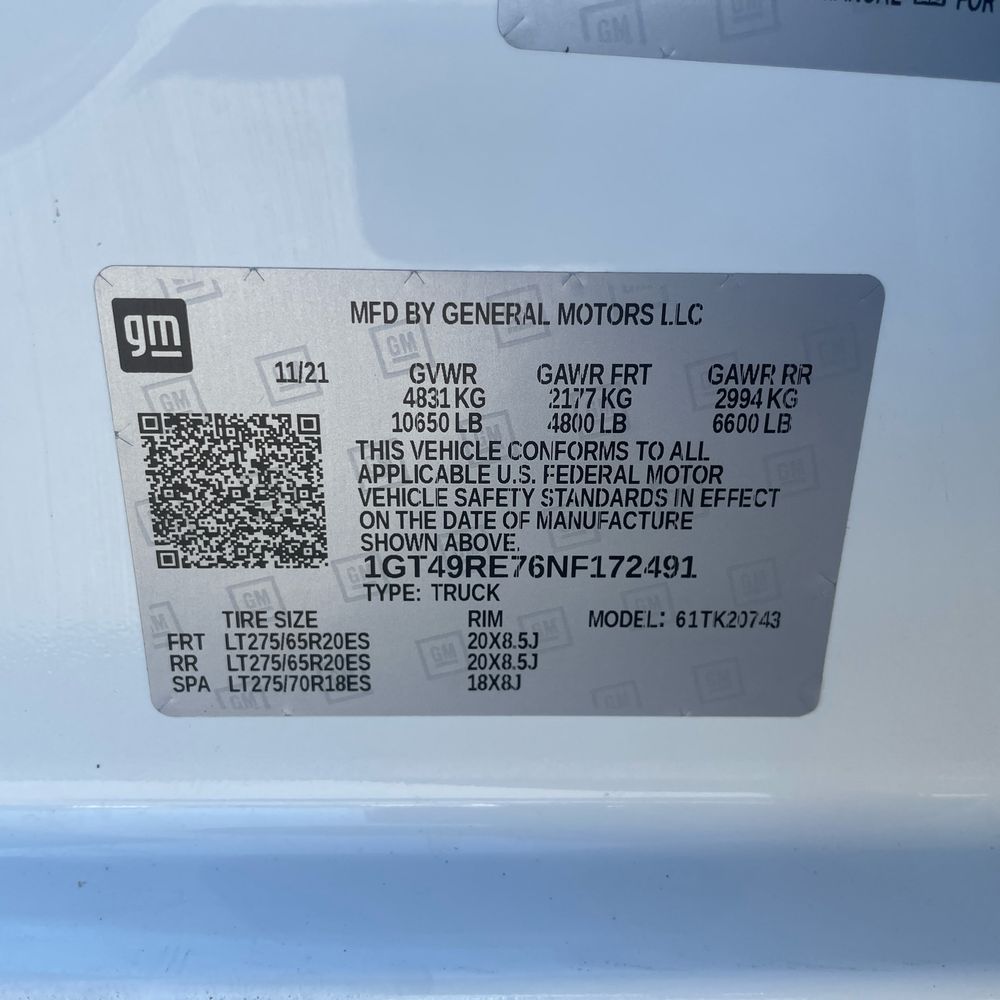 FOR
gm
MFD BY GENERAL MOTORS LLC
11/21 GVWR GAWR FRT GAWR RR
4831 KG 2177 KG 2994 KG
10650 LB 4800 LB 6600 LB
THIS VEHICLE CONFORMS TO ALL
APPLICABLE U.S. FEDERAL MOTOR
VEHICLE SAFETY STANDARDS IN EFFECT
ON THE DATE OF MANUFACTURE
SHOWN ABOVE.
1GT49RE76NF172491
TYPE: TRUCK
TIRE SIZE RIM MODEL: 61TK20743
FRT LT275/65R20ES 20X8.5J
RR LT275/65R20ES 20X8.5J
SPA LT275/70R18ES 18X8J